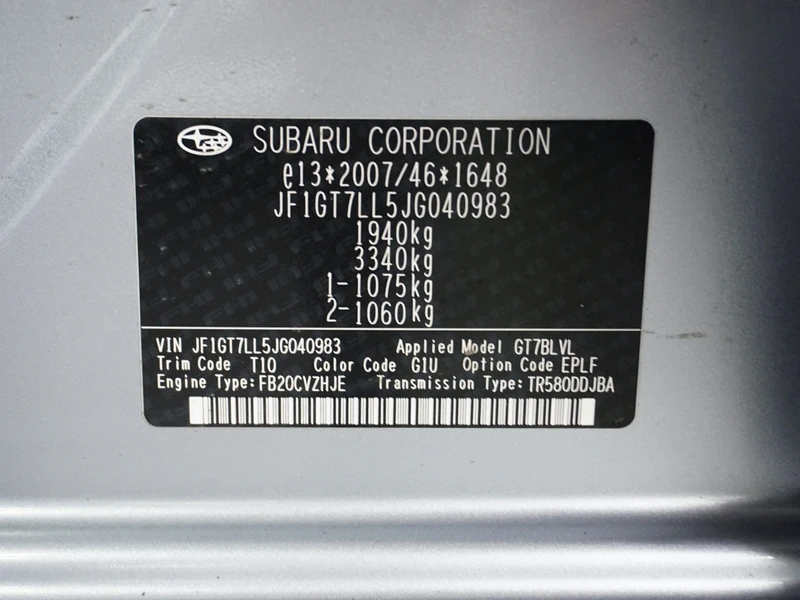 SUBARU CORPORATION
e13*2007/46*1648
JF1GT7LL5JG040983
1940kg
3340kg
1-1075kg
2-1060kg
VIN JF1GT7LL5JG040983 Applied Model GT7BLVL
Trim Code T10 Color Code G1U Option Code EPLF
Engine Type:FB20CVZHJE Transmission Type:TR580DDJBA